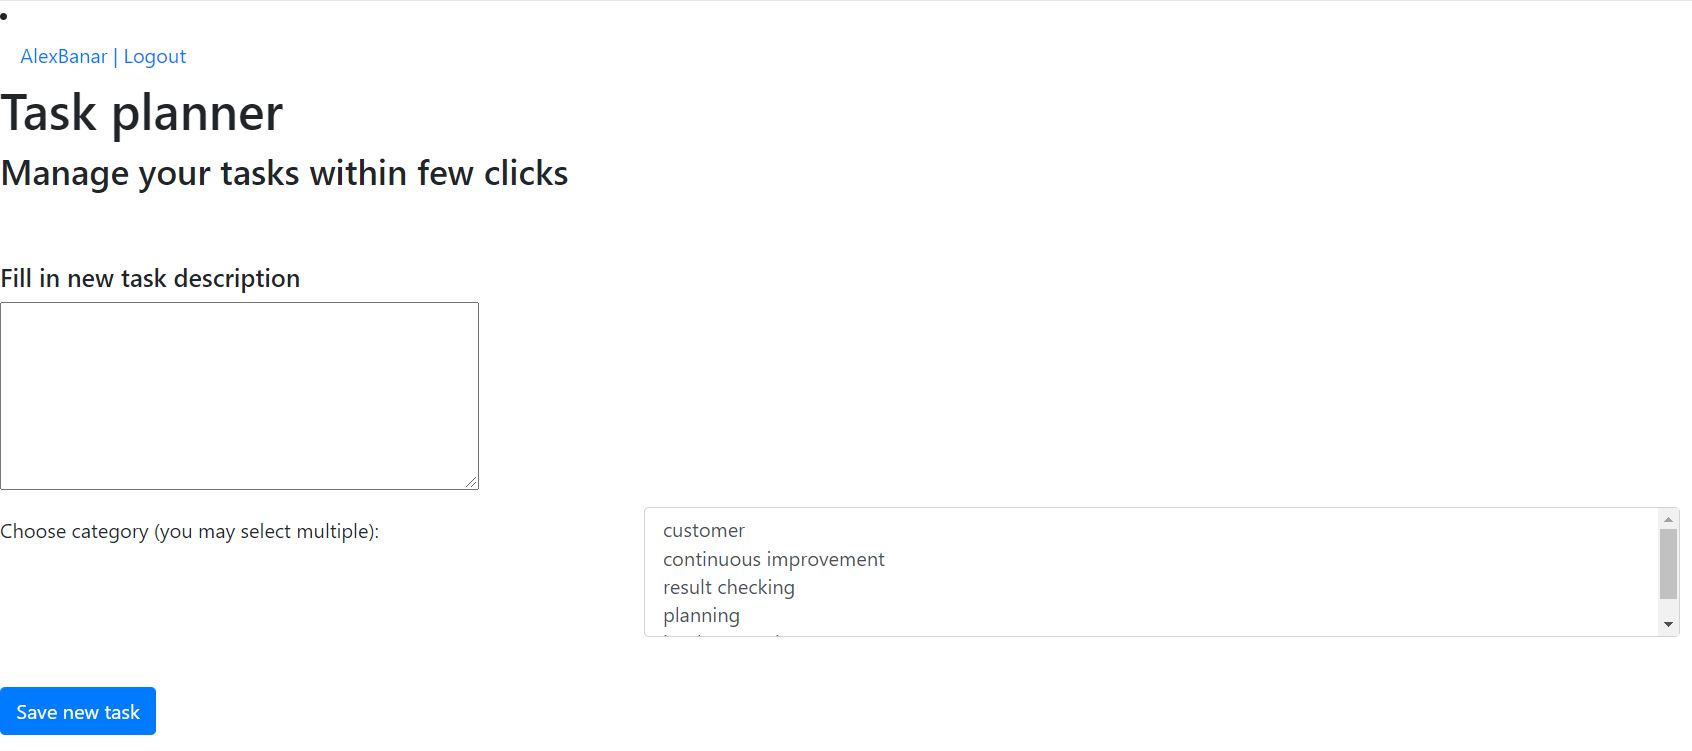 AlexBanar | Logout
Task planner
Manage your tasks within few clicks
Fill in new task description
Choose category (you may select multiple):
customer
continuous improvement
result checking
planning
Save new task